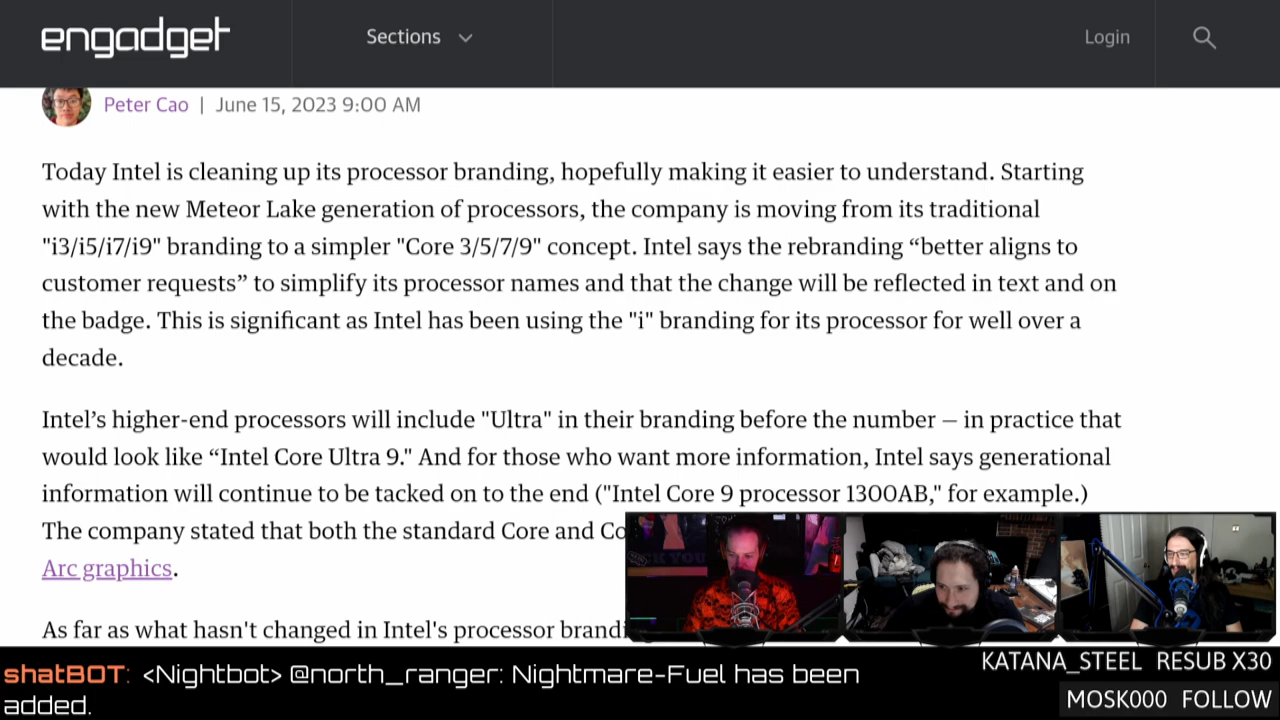 engadget
Sections
Login
Peter Cao | June 15, 2023 9:00 AM
Today Intel is cleaning up its processor branding, hopefully making it easier to understand. Starting
with the new Meteor Lake generation of processors, the company is moving from its traditional
"i3/i5/i7/i9" branding to a simpler "Core 3/5/7/9" concept. Intel says the rebranding “better aligns to
customer requests” to simplify its processor names and that the change will be reflected in text and on
the badge. This is significant as Intel has been using the "i" branding for its processor for well over a
decade.
Intel’s higher-end processors will include "Ultra" in their branding before the number — in practice that
would look like “Intel Core Ultra 9." And for those who want more information, Intel says generational
information will continue to be tacked on to the end ("Intel Core 9 processor 1300AB," for example.)
The company stated that both the standard Core and Co
Arc graphics.
As far as what hasn't changed in Intel's processor brandi
shatBOT: <Nightbot> @north_ranger: Nightmare-Fuel has been
added.
KATANA_STEEL RESUB X30
MOSK000 FOLLOW